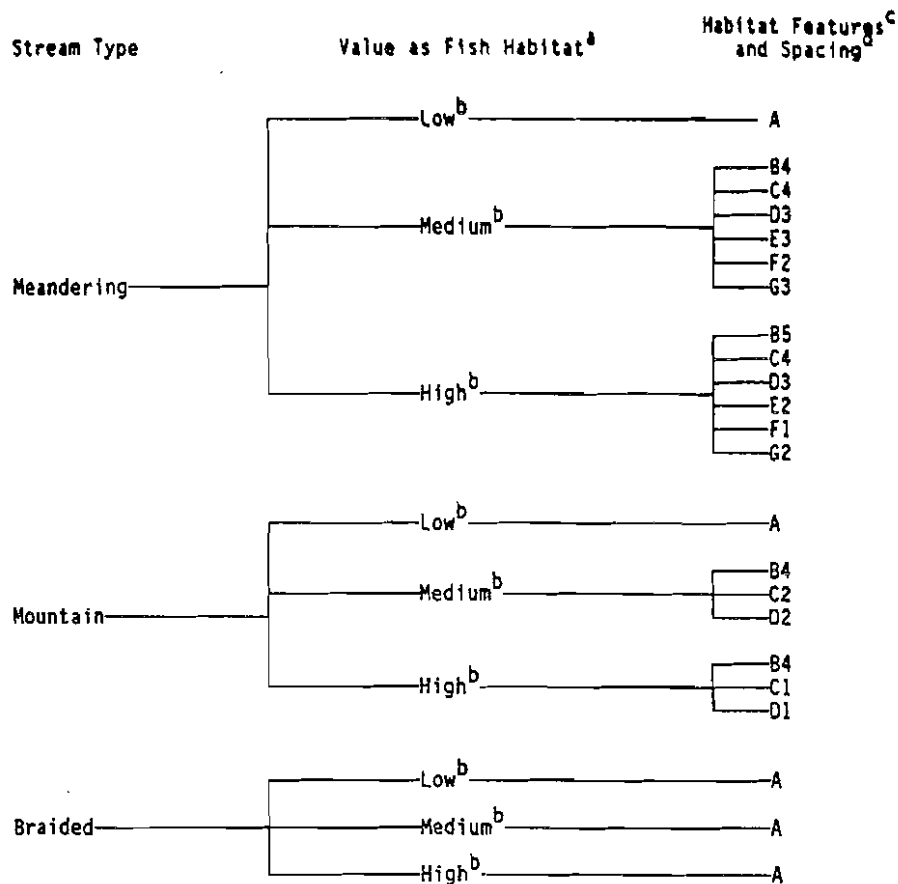 Stream Type Value as Fish Habitat^a Habitat Features^c
and Spacing^d
Low^b A
B4
C4
D3
Medium^b E3
F2
Meandering G3
B5
C4
D3
High^b E2
F1
G2
Low^b A
B4
Medium^b C2
Mountain D2
B4
High^b C1
D1
Low^b A
Braided Medium^b A
High^b A